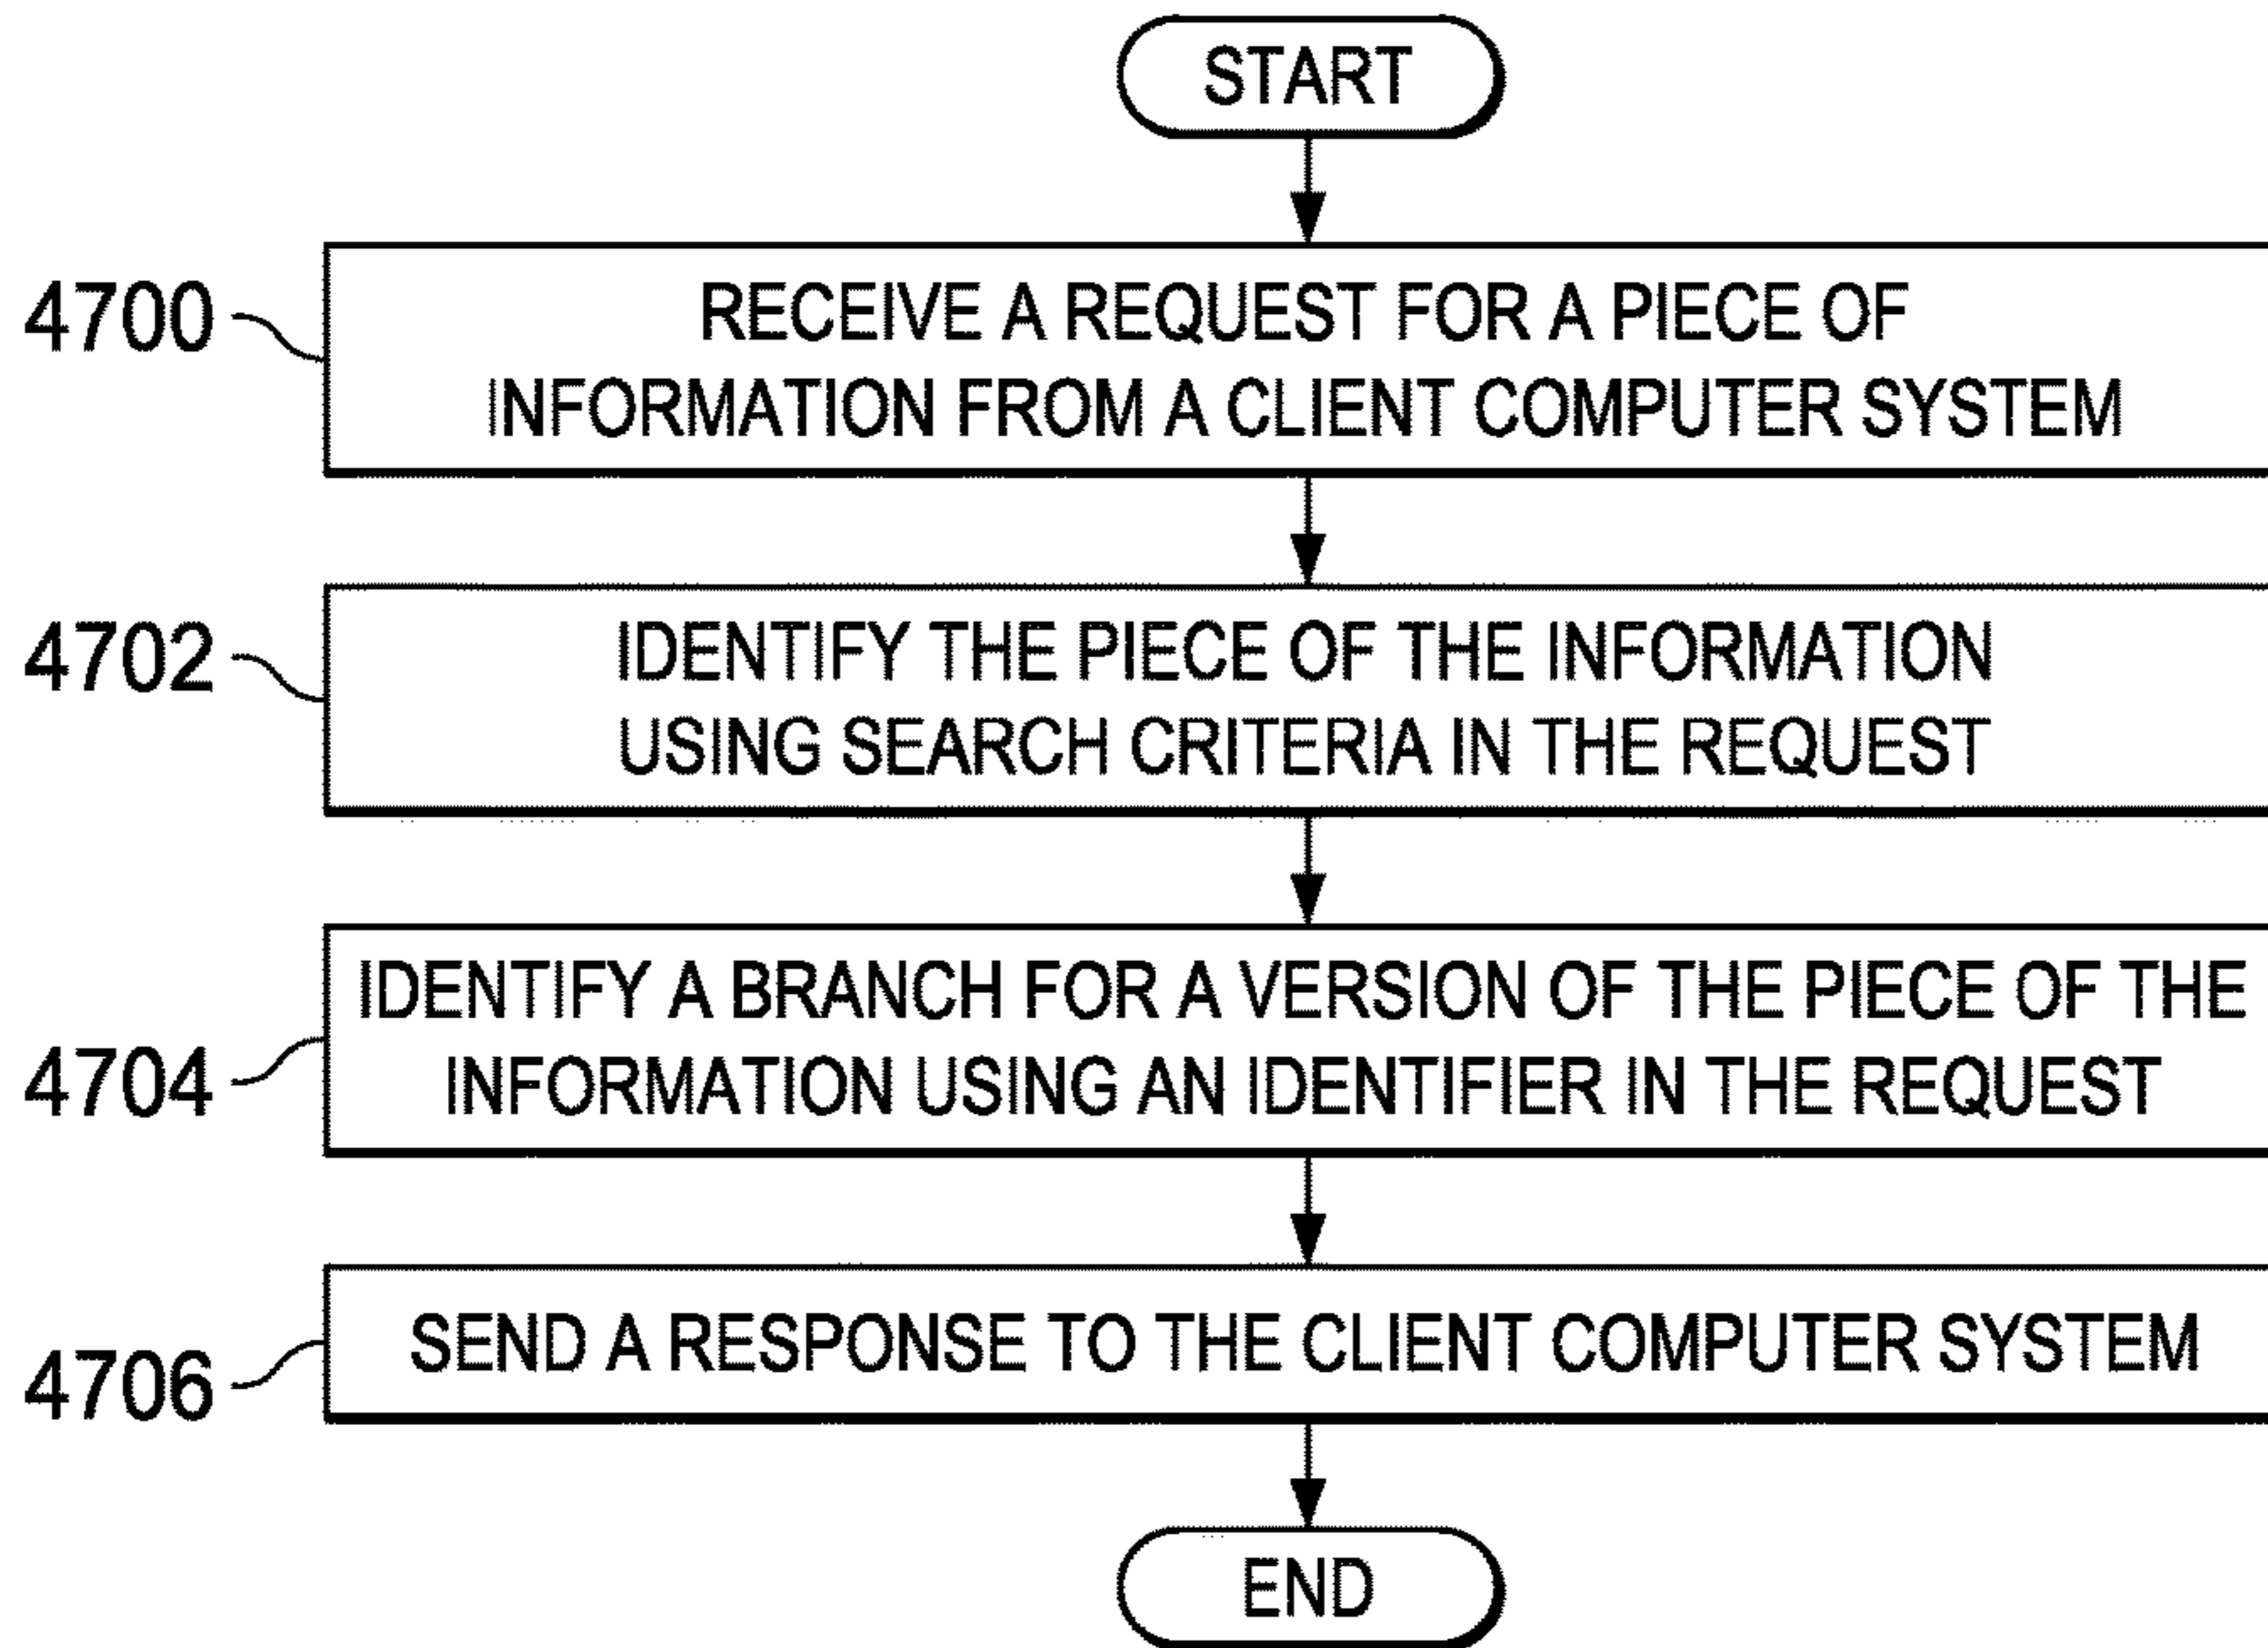 START
4700
RECEIVE A REQUEST FOR A PIECE OF
INFORMATION FROM A CLIENT COMPUTER SYSTEM
4702
IDENTIFY THE PIECE OF THE INFORMATION
USING SEARCH CRITERIA IN THE REQUEST
4704
IDENTIFY A BRANCH FOR A VERSION OF THE PIECE OF THE
INFORMATION USING AN IDENTIFIER IN THE REQUEST
4706
SEND A RESPONSE TO THE CLIENT COMPUTER SYSTEM
END